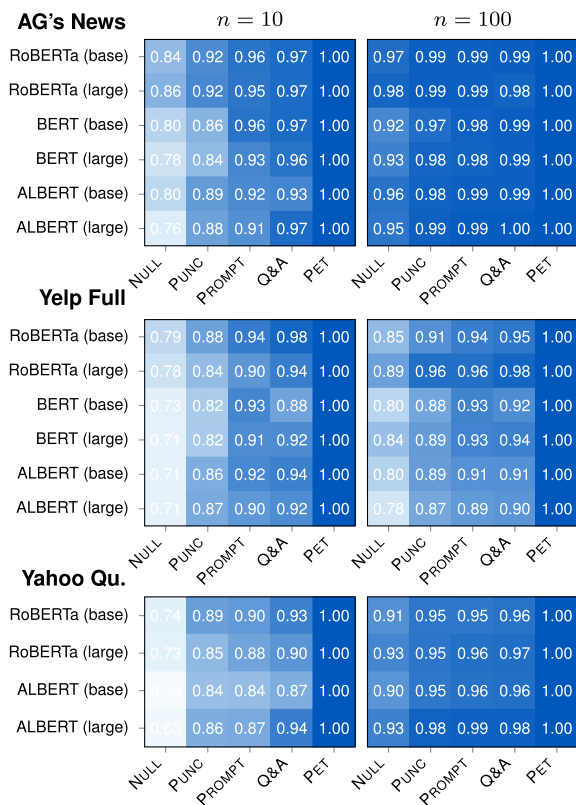 AG's News n = 10 n = 100
RoBERTa (base) 0.84 0.92 0.96 0.97 1.00 0.97 0.99 0.99 0.99 1.00
RoBERTa (large) 0.86 0.92 0.95 0.97 1.00 0.98 0.99 0.99 0.98 1.00
BERT (base) 0.80 0.86 0.96 0.97 1.00 0.92 0.97 0.98 0.99 1.00
BERT (large) 0.78 0.84 0.93 0.96 1.00 0.93 0.98 0.98 0.99 1.00
ALBERT (base) 0.80 0.89 0.92 0.93 1.00 0.96 0.98 0.99 0.99 1.00
ALBERT (large) 0.76 0.88 0.91 0.97 1.00 0.95 0.99 0.99 1.00 1.00
NULL PUNC PROMPT Q&A PET NULL PUNC PROMPT Q&A PET
Yelp Full
RoBERTa (base) 0.79 0.88 0.94 0.98 1.00 0.85 0.91 0.94 0.95 1.00
RoBERTa (large) 0.78 0.84 0.90 0.94 1.00 0.89 0.96 0.96 0.98 1.00
BERT (base) 0.73 0.82 0.93 0.88 1.00 0.80 0.88 0.93 0.92 1.00
BERT (large) 0.71 0.82 0.91 0.92 1.00 0.84 0.89 0.93 0.94 1.00
ALBERT (base) 0.71 0.86 0.92 0.94 1.00 0.80 0.89 0.91 0.91 1.00
ALBERT (large) 0.71 0.87 0.90 0.92 1.00 0.78 0.87 0.89 0.90 1.00
NULL PUNC PROMPT Q&A PET NULL PUNC PROMPT Q&A PET
Yahoo Qu.
RoBERTa (base) 0.74 0.89 0.90 0.93 1.00 0.91 0.95 0.95 0.96 1.00
RoBERTa (large) 0.73 0.85 0.88 0.90 1.00 0.93 0.95 0.96 0.97 1.00
ALBERT (base) 0.84 0.84 0.87 1.00 0.90 0.95 0.96 0.96 1.00
ALBERT (large) 0.63 0.86 0.87 0.94 1.00 0.93 0.98 0.99 0.98 1.00
NULL PUNC PROMPT Q&A PET NULL PUNC PROMPT Q&A PET